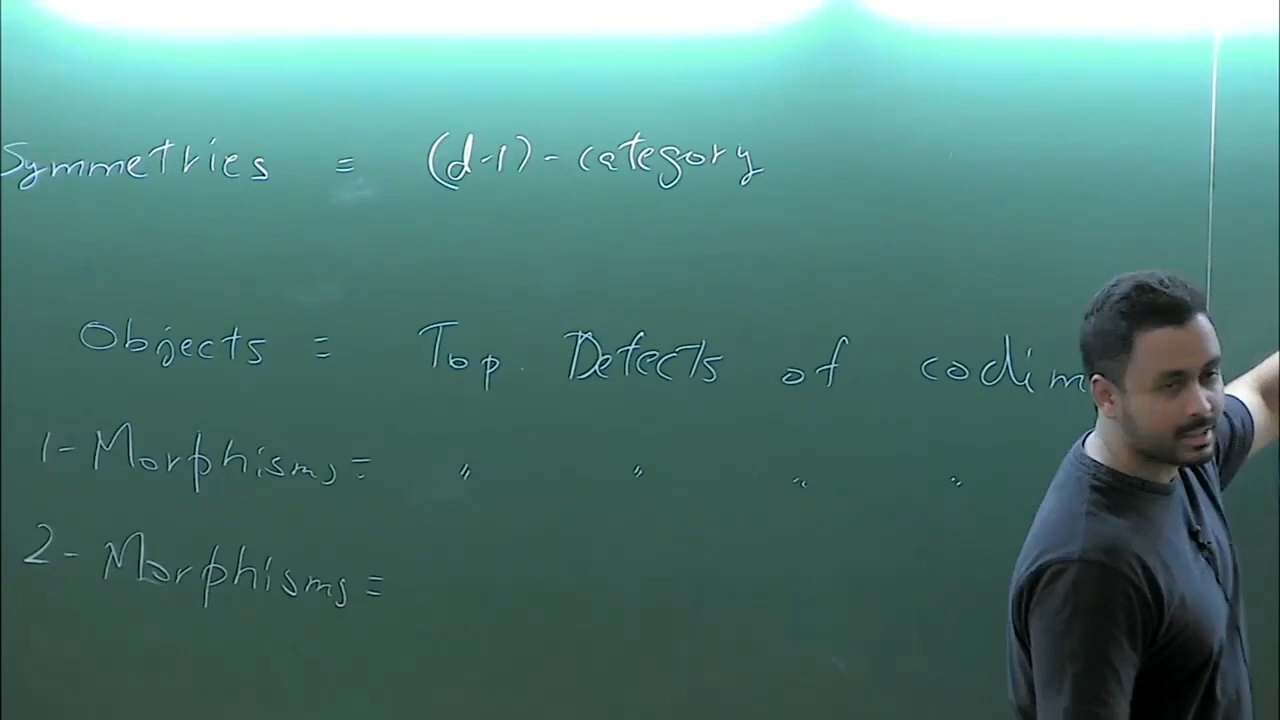 Symmetries = (d-1)-category
Objects = Top. Defects of codim
1-Morphisms = " " " "
2-Morphisms =